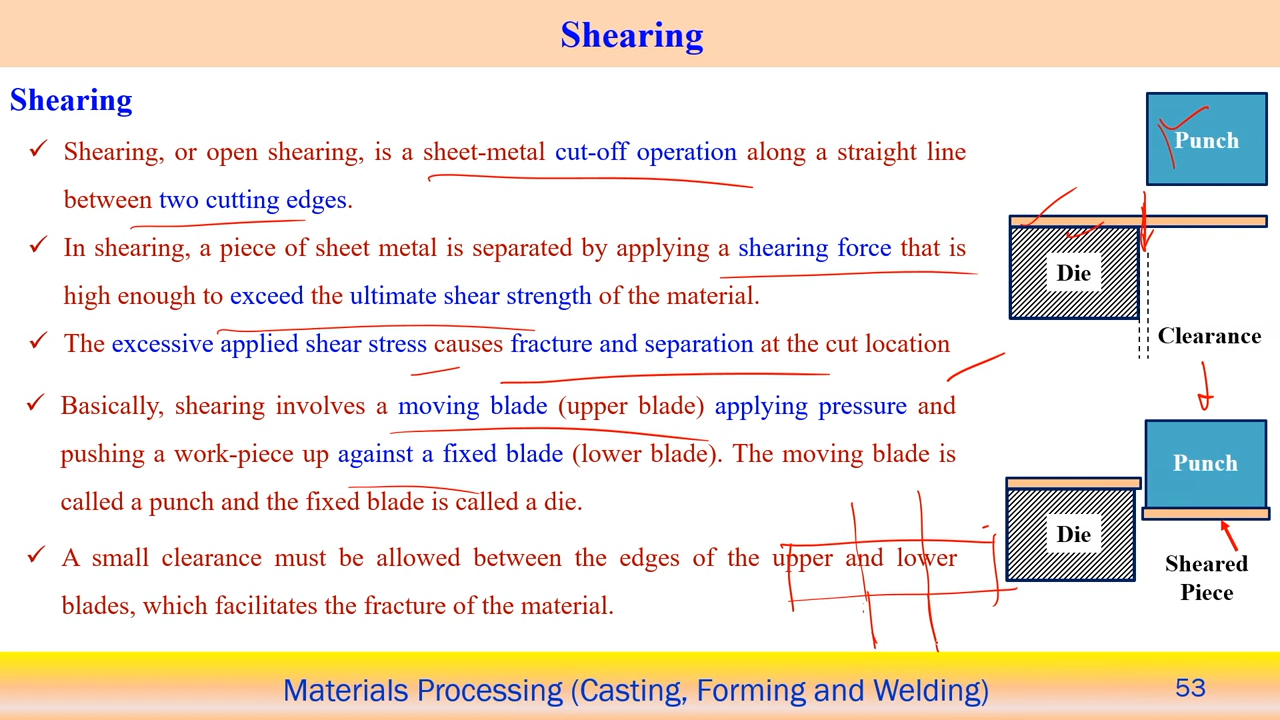 Shearing
Shearing
✓ Shearing, or open shearing, is a sheet-metal cut-off operation along a straight line
between two cutting edges.
✓ In shearing, a piece of sheet metal is separated by applying a shearing force that is
high enough to exceed the ultimate shear strength of the material.
✓ The excessive applied shear stress causes fracture and separation at the cut location
✓ Basically, shearing involves a moving blade (upper blade) applying pressure and
pushing a work-piece up against a fixed blade (lower blade). The moving blade is
called a punch and the fixed blade is called a die.
✓ A small clearance must be allowed between the edges of the upper and lower
blades, which facilitates the fracture of the material.
Punch
Die
Clearance
Punch
Die
Sheared
Piece
Materials Processing (Casting, Forming and Welding)
53